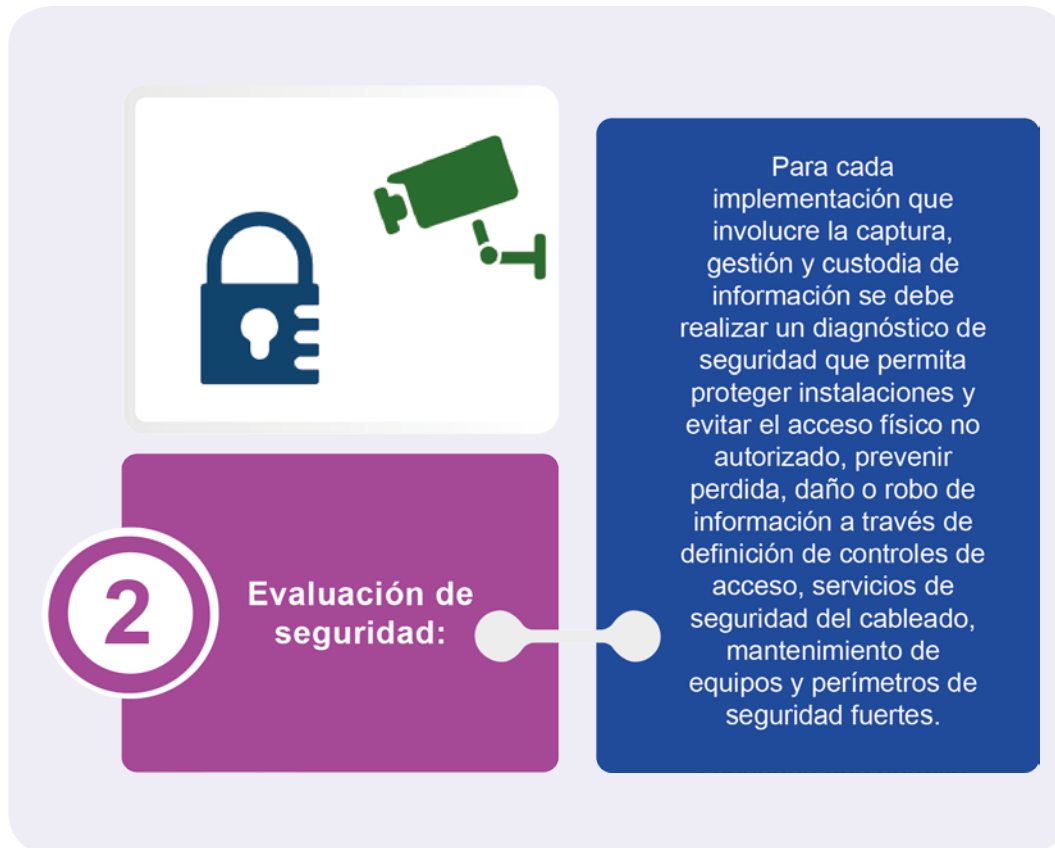 2
Evaluación de
seguridad:
Para cada
implementación que
involucre la captura,
gestión y custodia de
información se debe
realizar un diagnóstico de
seguridad que permita
proteger instalaciones y
evitar el acceso físico no
autorizado, prevenir
perdida, daño o robo de
información a través de
definición de controles de
acceso, servicios de
seguridad del cableado,
mantenimiento de
equipos y perímetros de
seguridad fuertes.